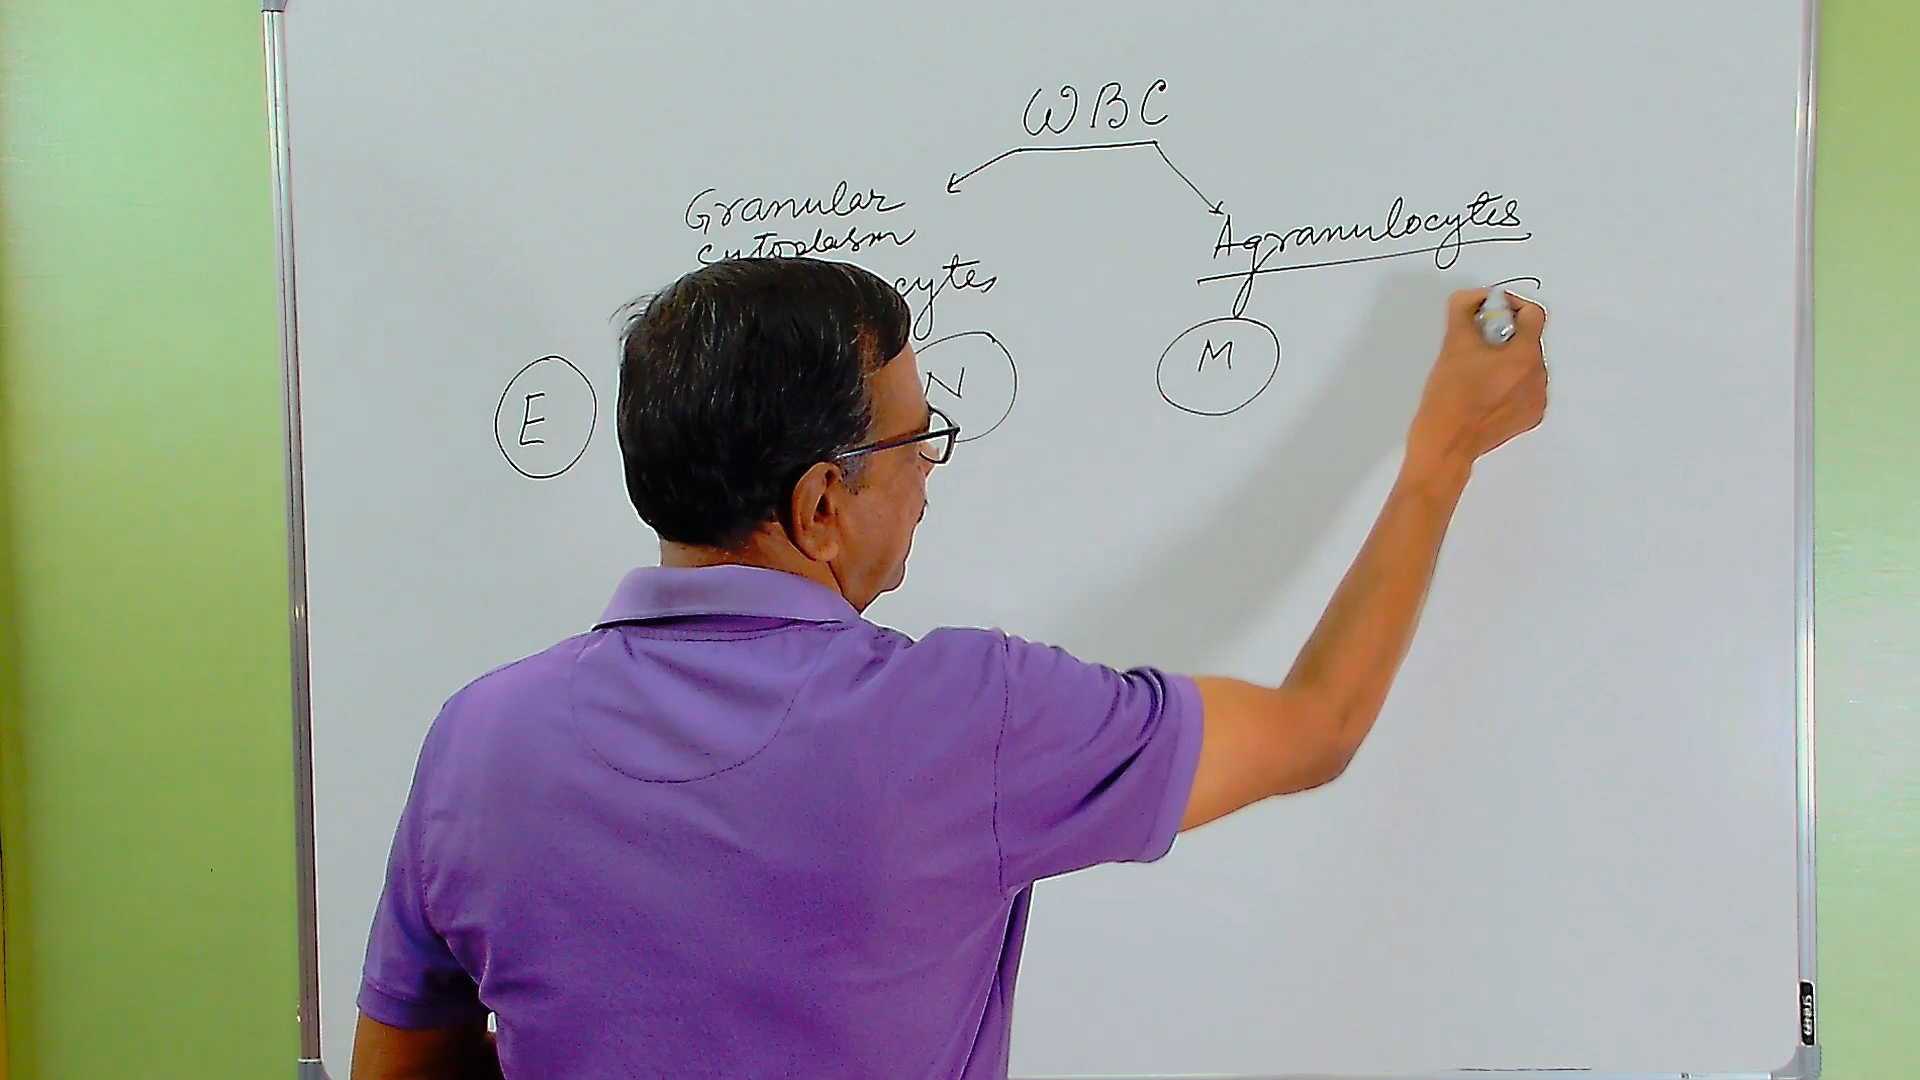 WBC
Granular
cytoplasm
cytes
Agranulocytes
E
N
M